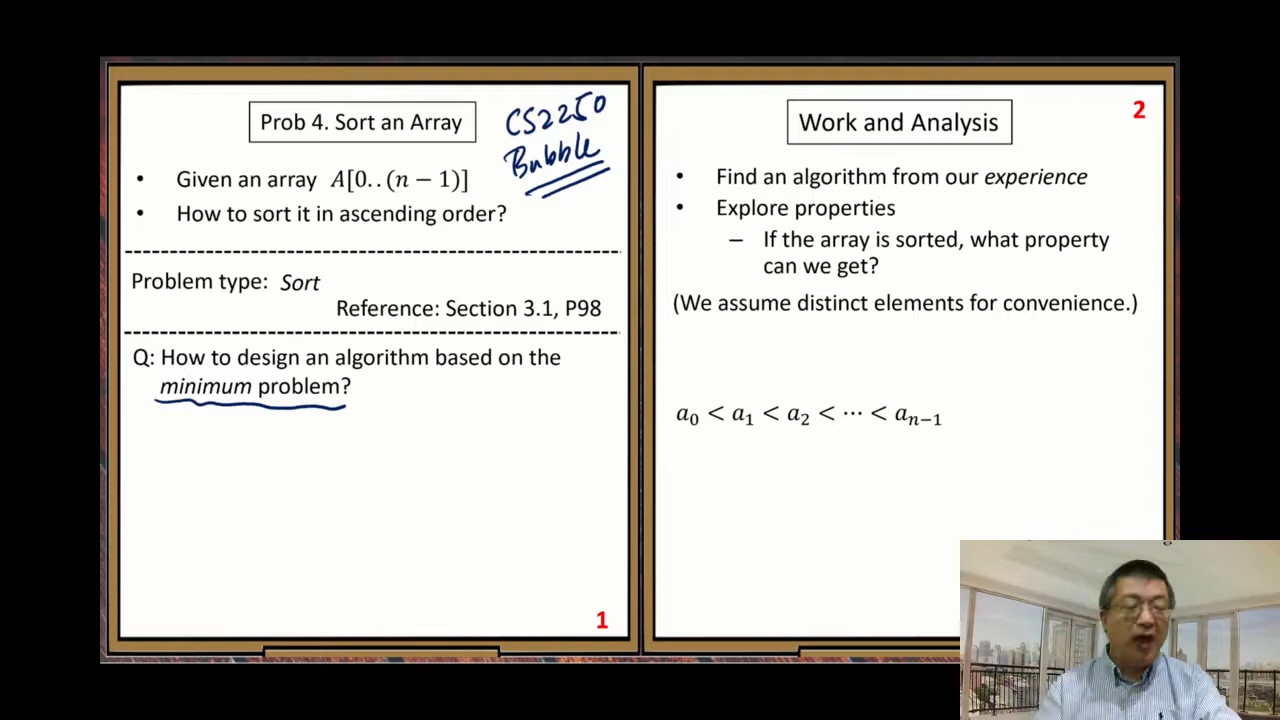 Prob 4. Sort an Array
CS2250
Bubble
• Given an array A[0..(n − 1)]
• How to sort it in ascending order?
Problem type: Sort
Reference: Section 3.1, P98
Q: How to design an algorithm based on the
minimum problem?
1
2
Work and Analysis
• Find an algorithm from our experience
• Explore properties
– If the array is sorted, what property
can we get?
(We assume distinct elements for convenience.)
a₀ < a₁ < a₂ < ⋯ < aₙ₋₁